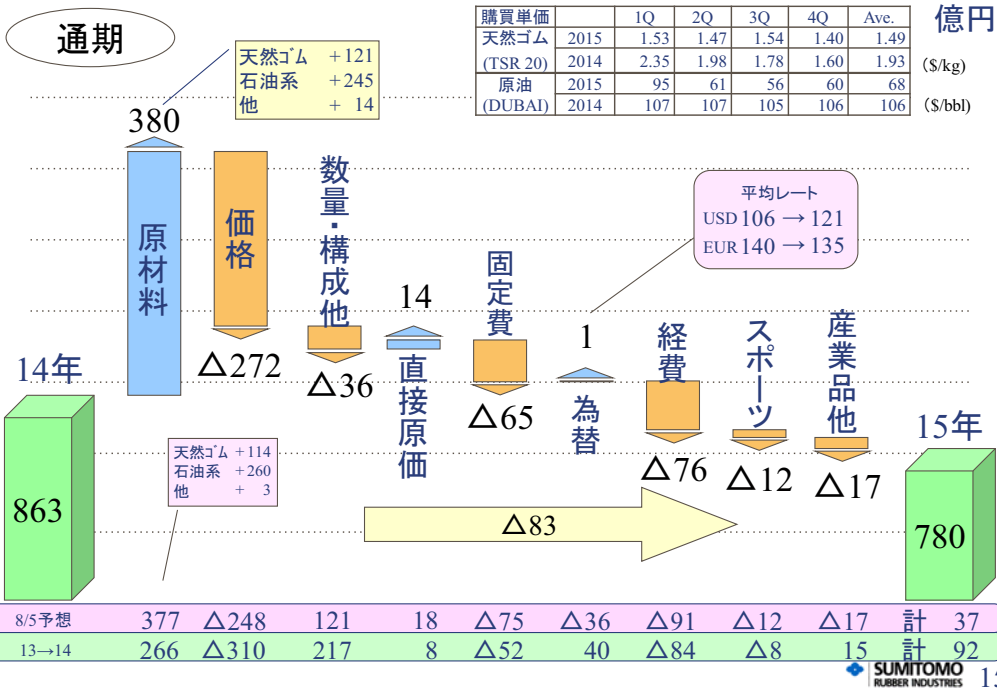 通期
億円
購買単価 1Q 2Q 3Q 4Q Ave.
天然ゴム 2015 1.53 1.47 1.54 1.40 1.49
(TSR 20) 2014 2.35 1.98 1.78 1.60 1.93 ($/kg)
原油 2015 95 61 56 60 68
(DUBAI) 2014 107 107 105 106 106 ($/bbl)
天然ゴム +121
石油系 +245
他 + 14
380
原材料
価格
△272
数量・構成他
△36
14
直接原価
固定費
△65
平均レート
USD 106 → 121
EUR 140 → 135
1
為替
経費
△76
スポーツ
△12
産業品他
△17
14年
863
天然ゴム +114
石油系 +260
他 + 3
△83
15年
780
8/5予想 377 △248 121 18 △75 △36 △91 △12 △17 計 37
13→14 266 △310 217 8 △52 40 △84 △8 15 計 92
SUMITOMO
RUBBER INDUSTRIES